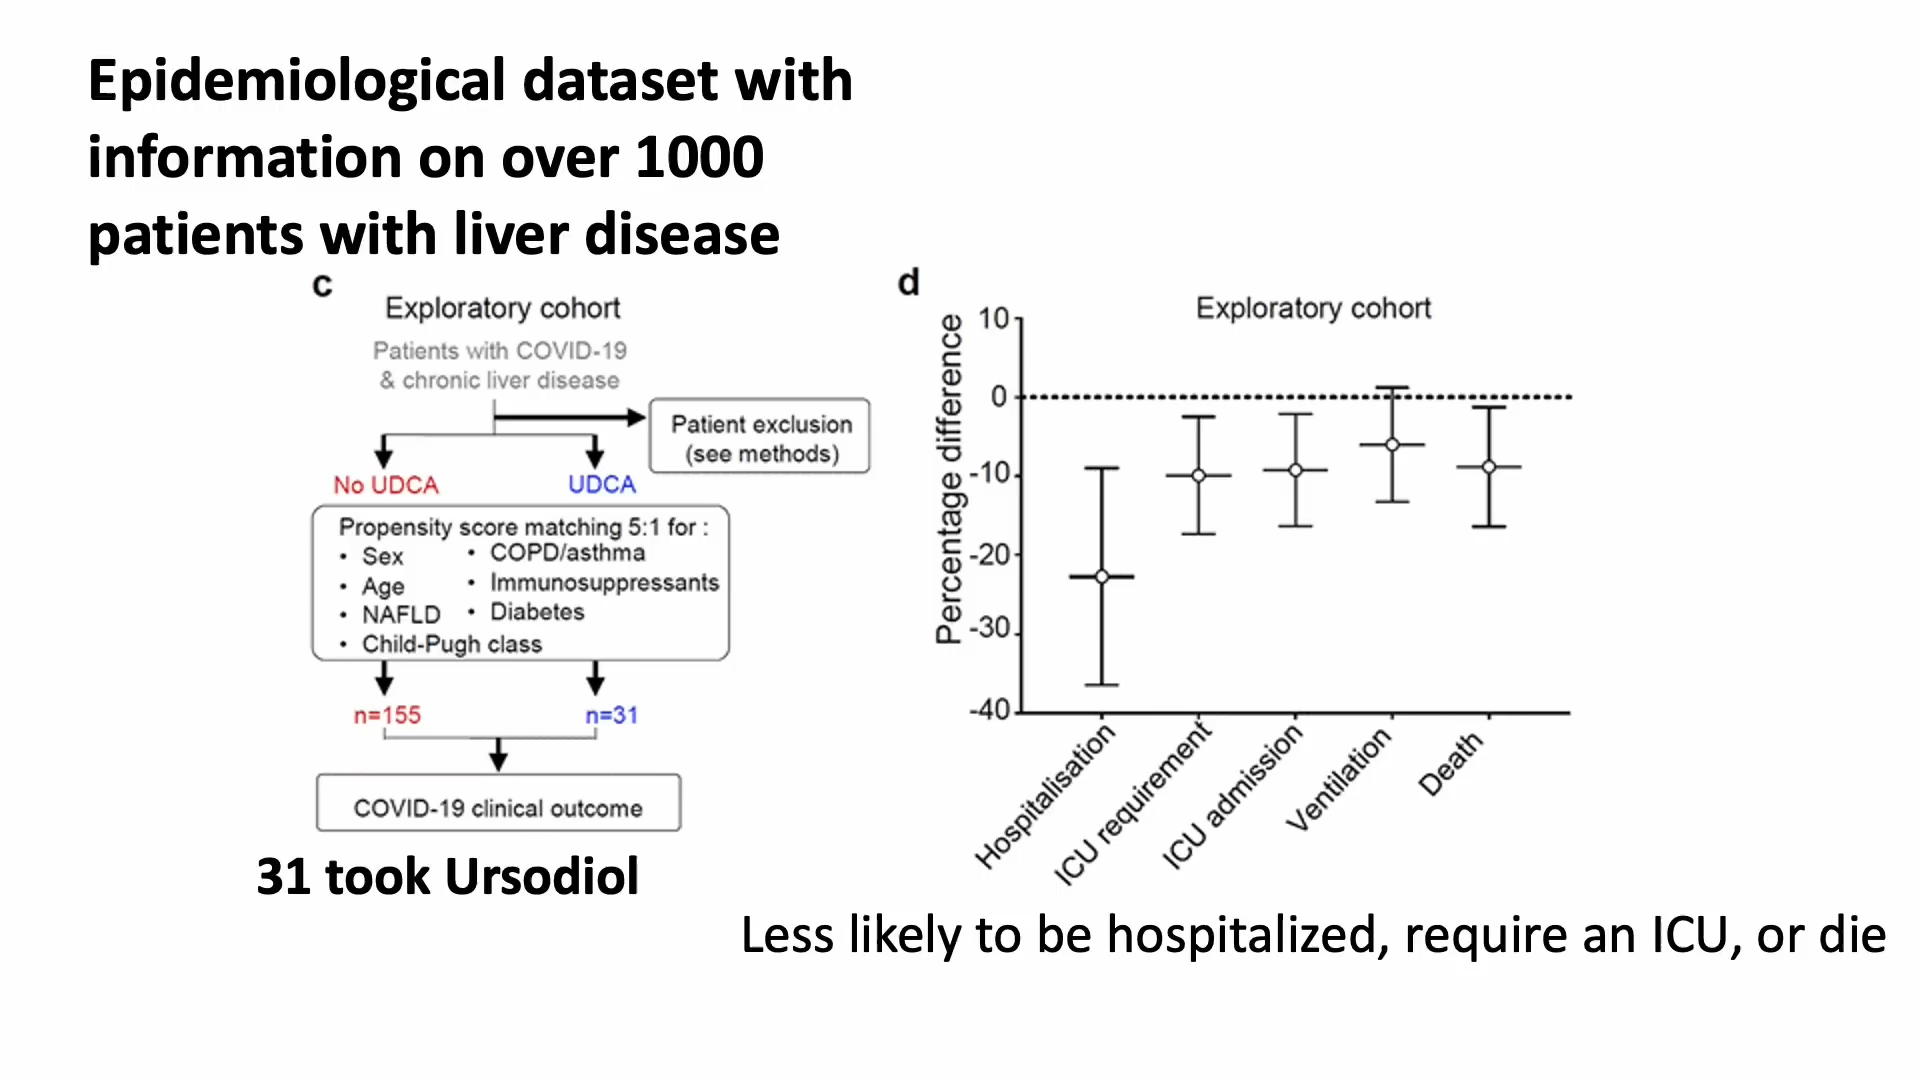 Epidemiological dataset with
information on over 1000
patients with liver disease
c
Exploratory cohort
Patients with COVID-19
& chronic liver disease
Patient exclusion
(see methods)
No UDCA
UDCA
Propensity score matching 5:1 for :
• Sex
• Age
• NAFLD
• Child-Pugh class
• COPD/asthma
• Immunosuppressants
• Diabetes
n=155
n=31
COVID-19 clinical outcome
31 took Ursodiol
d
Exploratory cohort
Percentage difference
10
0
-10
-20
-30
-40
Hospitalisation
ICU requirement
ICU admission
Ventilation
Death
Less likely to be hospitalized, require an ICU, or die